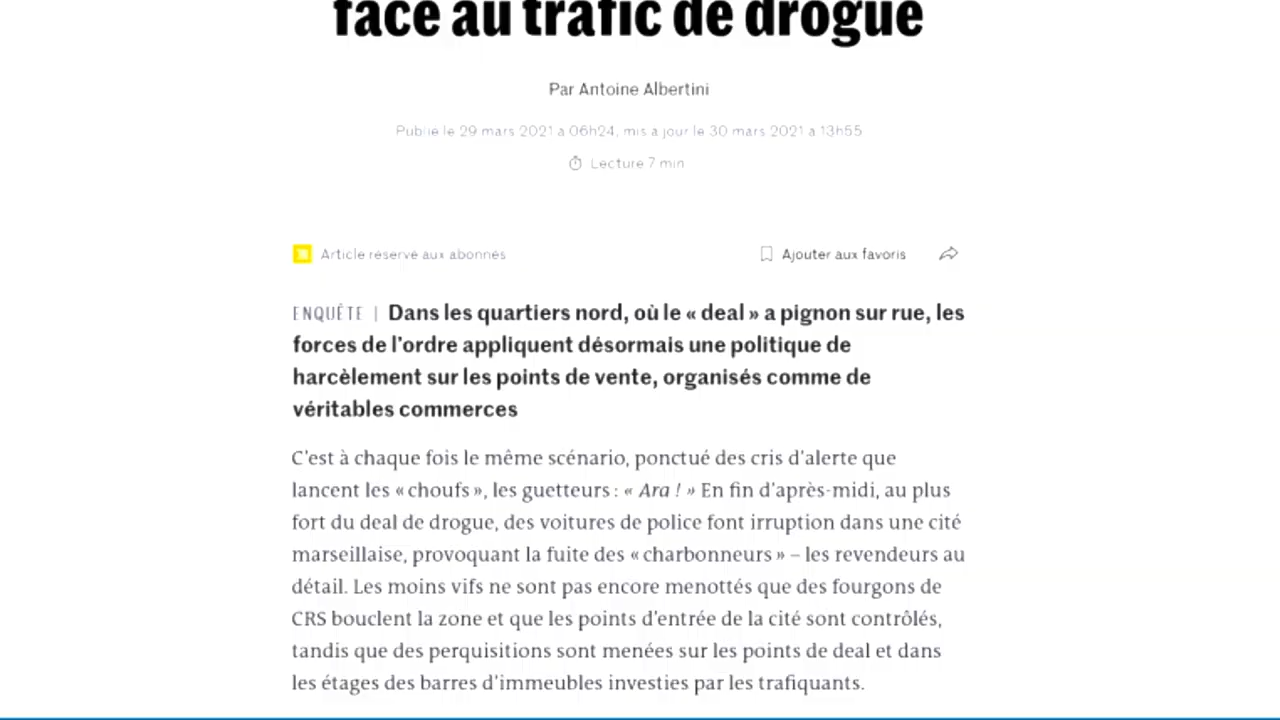 face au trafic de drogue
Par Antoine Albertini
Publié le 29 mars 2021 à 06h24, mis à jour le 30 mars 2021 à 13h55
Lecture 7 min
Article réservé aux abonnés
Ajouter aux favoris
ENQUÊTE | Dans les quartiers nord, où le « deal » a pignon sur rue, les
forces de l'ordre appliquent désormais une politique de
harcèlement sur les points de vente, organisés comme de
véritables commerces
C'est à chaque fois le même scénario, ponctué des cris d'alerte que
lancent les « choufs », les guetteurs : « Ara ! » En fin d'après-midi, au plus
fort du deal de drogue, des voitures de police font irruption dans une cité
marseillaise, provoquant la fuite des « charbonneurs » – les revendeurs au
détail. Les moins vifs ne sont pas encore menottés que des fourgons de
CRS bouclent la zone et que les points d'entrée de la cité sont contrôlés,
tandis que des perquisitions sont menées sur les points de deal et dans
les étages des barres d'immeubles investies par les trafiquants.